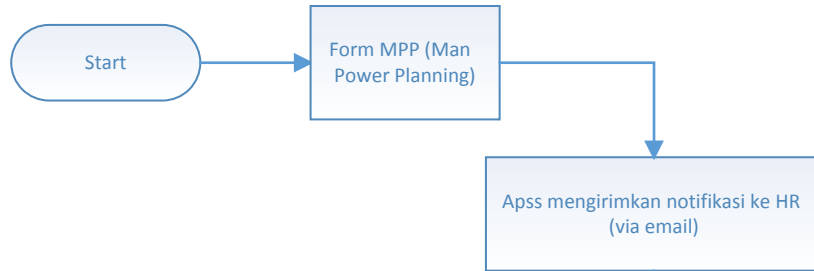 Start
Form MPP (Man
Power Planning)
Apss mengirimkan notifikasi ke HR
(via email)